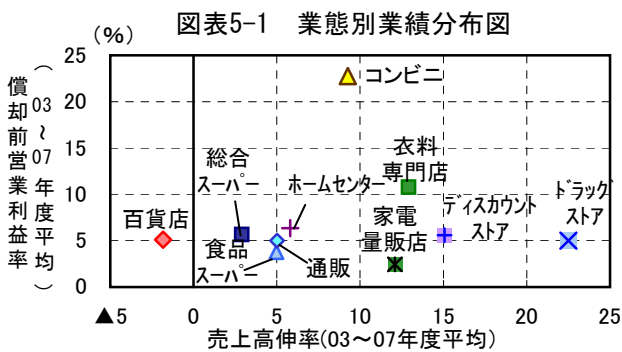 図表5-1 業態別業績分布図
(%)
償却前営業利益率
(03~07年度平均)
25
20
15
10
5
0
コンビニ
衣料
専門店
総合
スーパー
ホームセンター
ディスカウント
ストア
ドラッグ
ストア
百貨店
家電
量販店
食品
スーパー
通販
▲5
0
5
10
15
20
25
売上高伸率(03~07年度平均)